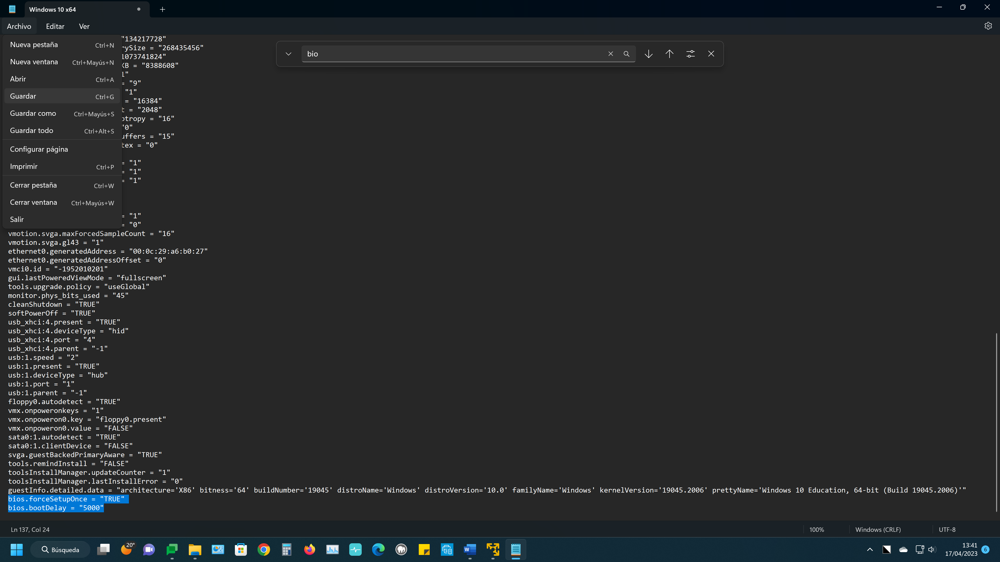 Windows 10 x64
Archivo Editar Ver
Nueva pestaña Ctrl+N
Nueva ventana Ctrl+Mayús+N
Abrir Ctrl+A
Guardar Ctrl+G
Guardar como Ctrl+Mayús+S
Guardar todo Ctrl+Alt+S
Configurar página
Imprimir Ctrl+P
Cerrar pestaña Ctrl+W
Cerrar ventana Ctrl+Mayús+W
Salir
bio
"134217728"
rySize = "268435456"
1073741824"
KB = "8388608"
1"
= "9"
"1"
= "16384"
t = "2048"
otropy = "16"
"0"
uffers = "15"
tex = "0"
= "1"
= "1"
= "1"
= "1"
= "0"
vmotion.svga.maxForcedSampleCount = "16"
vmotion.svga.gl43 = "1"
ethernet0.generatedAddress = "00:0c:29:a6:b0:27"
ethernet0.generatedAddressOffset = "0"
vmci0.id = "-1952010201"
gui.lastPoweredViewMode = "fullscreen"
tools.upgrade.policy = "useGlobal"
monitor.phys_bits_used = "45"
cleanShutdown = "TRUE"
softPowerOff = "TRUE"
usb_xhci:4.present = "TRUE"
usb_xhci:4.deviceType = "hid"
usb_xhci:4.port = "4"
usb_xhci:4.parent = "-1"
usb:1.speed = "2"
usb:1.present = "TRUE"
usb:1.deviceType = "hub"
usb:1.port = "1"
usb:1.parent = "-1"
floppy0.autodetect = "TRUE"
vmx.onpoweronkeys = "1"
vmx.onpoweron0.key = "floppy0.present"
vmx.onpoweron0.value = "FALSE"
sata0:1.autodetect = "TRUE"
sata0:1.clientDevice = "FALSE"
svga.guestBackedPrimaryAware = "TRUE"
tools.remindInstall = "FALSE"
toolsInstallManager.updateCounter = "1"
toolsInstallManager.lastInstallError = "0"
guestInfo.detailed.data = "architecture='X86' bitness='64' buildNumber='19045' distroName='Windows' distroVersion='10.0' familyName='Windows' kernelVersion='19045.2006' prettyName='Windows 10 Education, 64-bit (Build 19045.2006)'"
bios.forceSetupOnce = "TRUE"
bios.bootDelay = "5000"
Ln 137, Col 24 100% Windows (CRLF) UTF-8
Búsqueda 20° W 13:41 6
17/04/2023